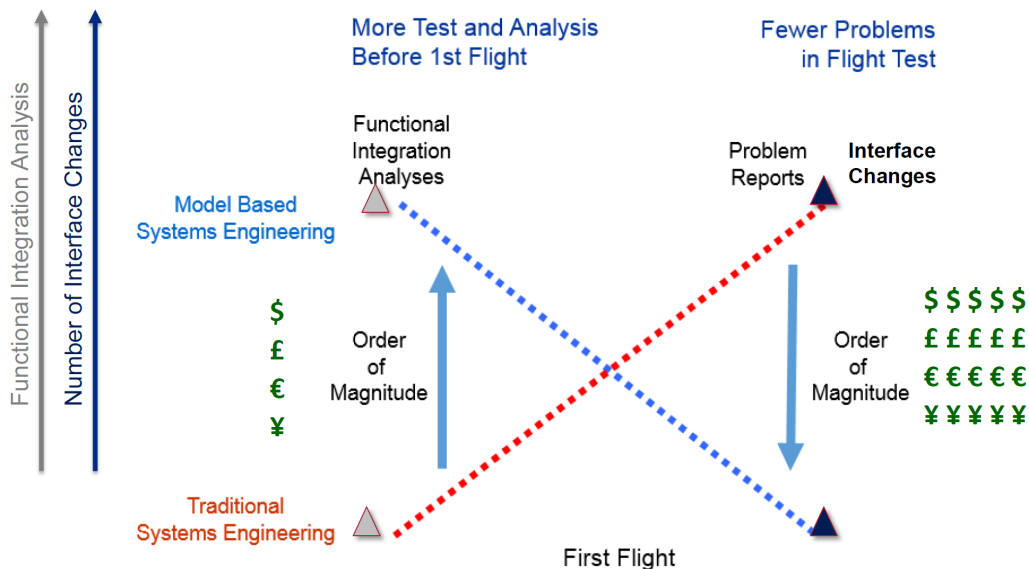 Functional Integration Analysis
Number of Interface Changes
More Test and Analysis
Before 1st Flight
Fewer Problems
in Flight Test
Functional
Integration
Analyses
Problem
Reports
Interface
Changes
Model Based
Systems Engineering
$
£
€
¥
Order
of
Magnitude
Order
of
Magnitude
$ $ $ $ $
£ £ £ £ £
€ € € € €
¥ ¥ ¥ ¥ ¥
Traditional
Systems Engineering
First Flight